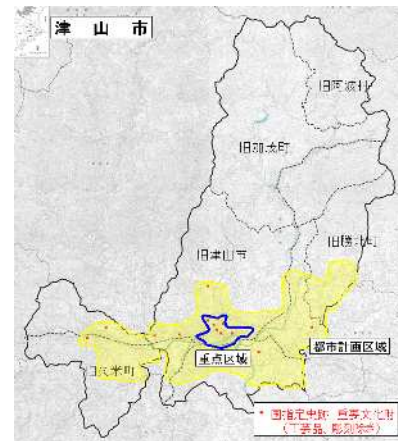 津山市
旧阿波村
旧加茂町
旧勝北町
旧津山市
重点区域
都市計画区域
旧久米町
* 国指定史跡 重要文化財
（工芸品、彫刻除く）